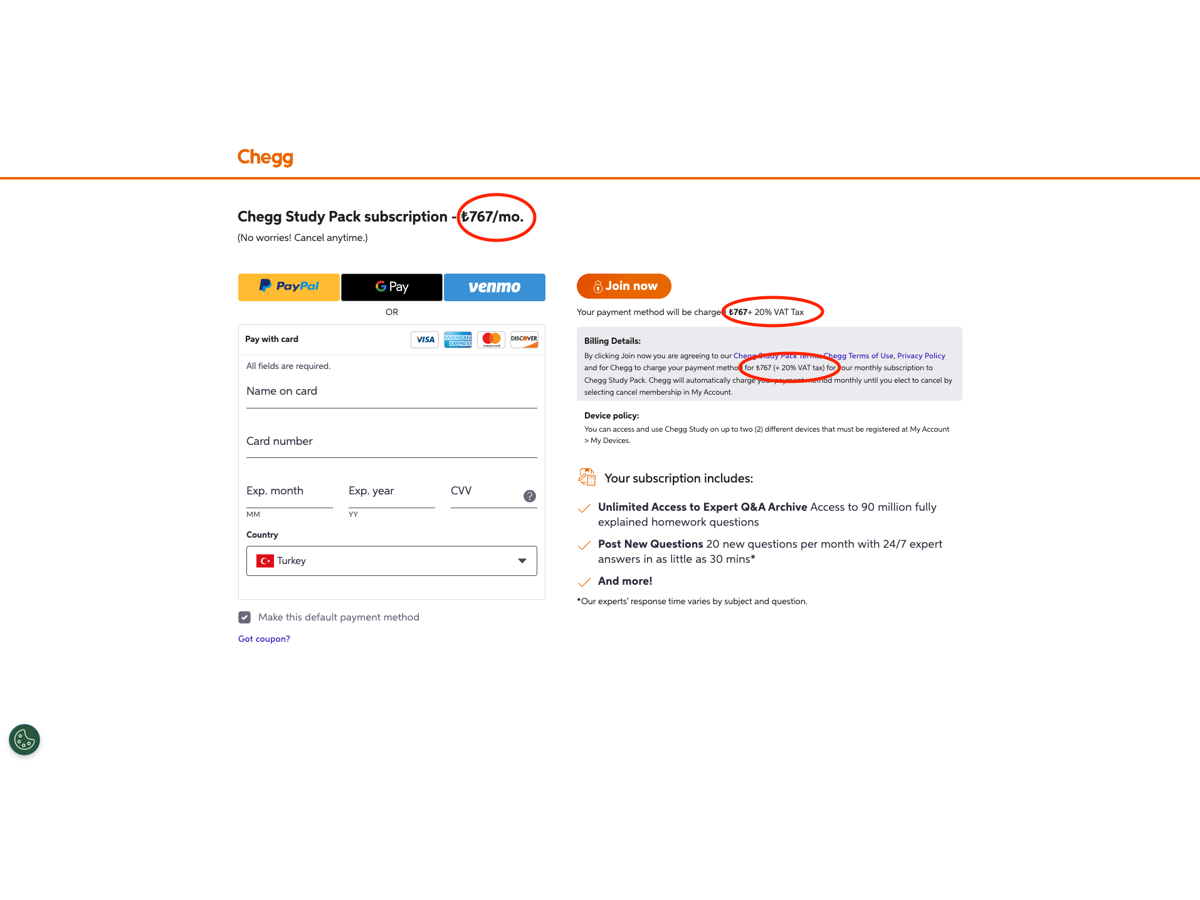 Chegg
Chegg Study Pack subscription - ₺767/mo.
(No worries! Cancel anytime.)
PayPal
G Pay
venmo
OR
Pay with card
VISA
AMERICAN EXPRESS
mastercard
DISCOVER
All fields are required.
Name on card
Card number
Exp. month
Exp. year
CVV
?
MM
YY
Country
Turkey
Make this default payment method
Got coupon?
Join now
Your payment method will be charge ₺767+ 20% VAT Tax
Billing Details:
By clicking Join now you are agreeing to our Chegg Study Pack Terms, Chegg Terms of Use, Privacy Policy
and for Chegg to charge your payment method for ₺767 (+ 20% VAT tax) for your monthly subscription to
Chegg Study Pack. Chegg will automatically charge your payment method monthly until you elect to cancel by
selecting cancel membership in My Account.
Device policy:
You can access and use Chegg Study on up to two (2) different devices that must be registered at My Account
> My Devices.
Your subscription includes:
Unlimited Access to Expert Q&A Archive Access to 90 million fully
explained homework questions
Post New Questions 20 new questions per month with 24/7 expert
answers in as little as 30 mins*
And more!
*Our experts' response time varies by subject and question.